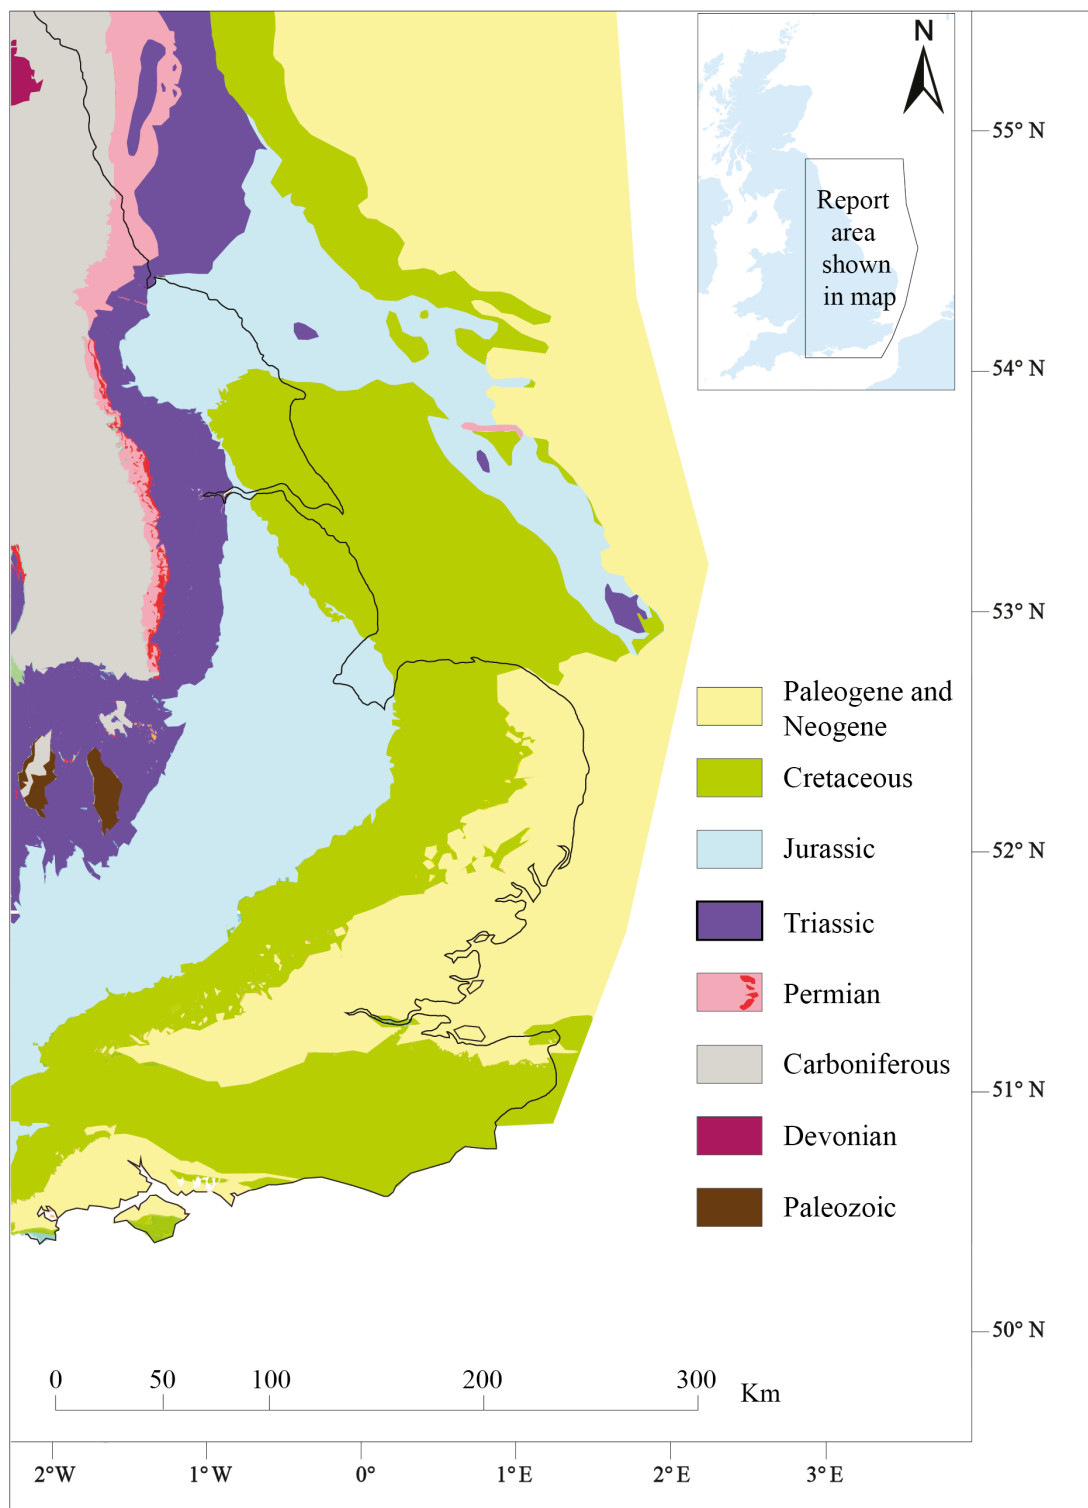 N
Report
area
shown
in map
55° N
54° N
53° N
52° N
51° N
50° N
Paleogene and
Neogene
Cretaceous
Jurassic
Triassic
Permian
Carboniferous
Devonian
Paleozoic
0 50 100 200 300 Km
2°W 1°W 0° 1°E 2°E 3°E